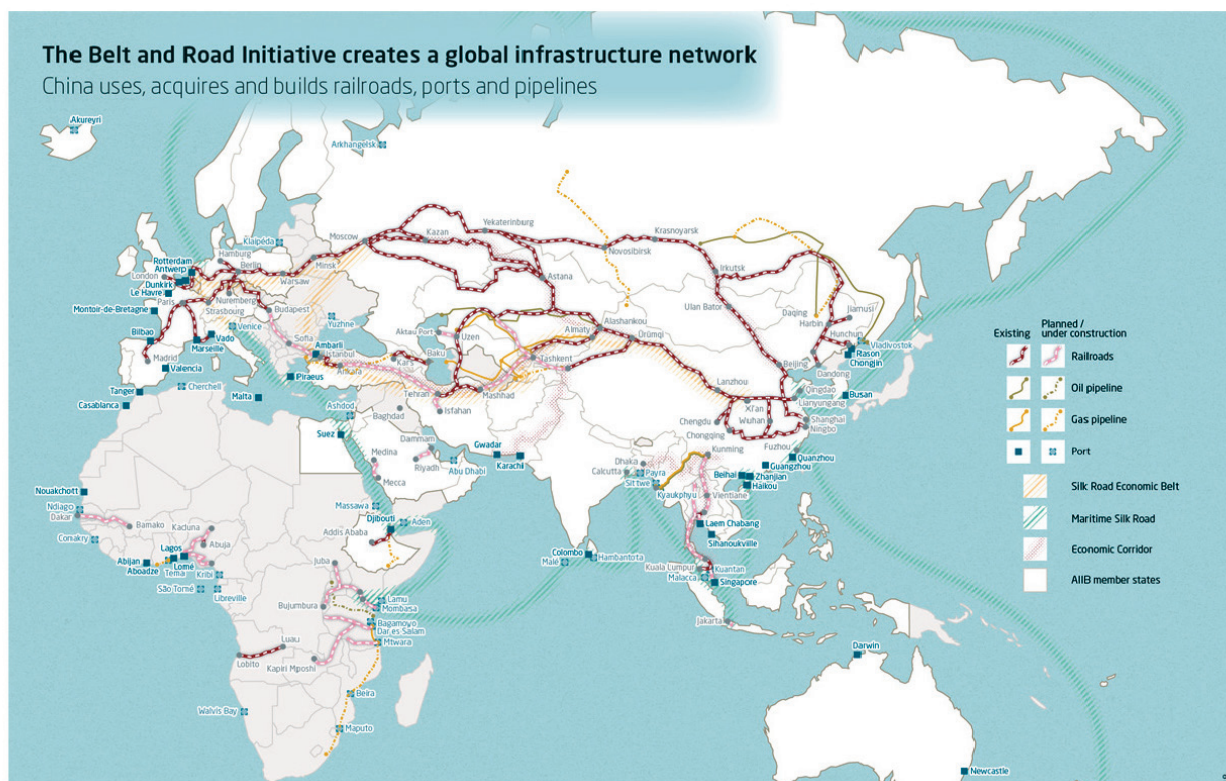 The Belt and Road Initiative creates a global infrastructure network
China uses, acquires and builds railroads, ports and pipelines
Akureyri
Arkhangelsk
Klaipėda
Moscow
Kazan
Yekaterinburg
Krasnoyarsk
Novosibirsk
Rotterdam
Antwerp
Hamburg
Berlin
Minsk
London
Dunkirk
Warsaw
Le Havre
Paris
Nuremberg
Strasbourg
Astana
Irkutsk
Montoir-de-Bretagne
Budapest
Ulan Bator
Daqing
Jiamusi
Harbin
Hunchun
Vladivostok
Venice
Yuzhne
Aktau Port
Uzen
Almaty
Alashankou
Ürümqi
Bilbao
Vado
Marseille
Madrid
Valencia
Sofia
Ambarli
Istanbul
Kars
Baku
Tashkent
Rason
Chongjin
Beijing
Dandong
Ankara
Piraeus
Cherchell
Tanger
Casablanca
Malta
Tehran
Mashhad
Isfahan
Lanzhou
Qingdao
Busan
Lianyungang
Xi'an
Wuhan
Shanghai
Ningbo
Chengdu
Chongqing
Ashdod
Baghdad
Suez
Dammam
Medina
Riyadh
Abu Dhabi
Mecca
Gwadar
Karachi
Kunming
Fuzhou
Quanzhou
Guangzhou
Dhaka
Calcutta
Payra
Sittwe
Kyaukphyu
Beihai
Zhanjian
Haikou
Vientiane
Nouakchott
Ndiago
Dakar
Bamako
Kaduna
Massawa
Djibouti
Aden
Addis Ababa
Laem Chabang
Sihanoukville
Conakry
Abuja
Abijan
Lagos
Lomé
Aboadze
Tema
Kribi
São Tomé
Libreville
Colombo
Hambantota
Malé
Kuala Lumpur
Kuantan
Malacca
Singapore
Juba
Lamu
Mombasa
Bujumbura
Bagamoyo
Dar es Salam
Mtwara
Jakarta
Luau
Lobito
Kapiri Mposhi
Darwin
Beira
Walvis Bay
Maputo
Newcastle
Existing
Planned /
under construction
Railroads
Oil pipeline
Gas pipeline
Port
Silk Road Economic Belt
Maritime Silk Road
Economic Corridor
AIIB member states